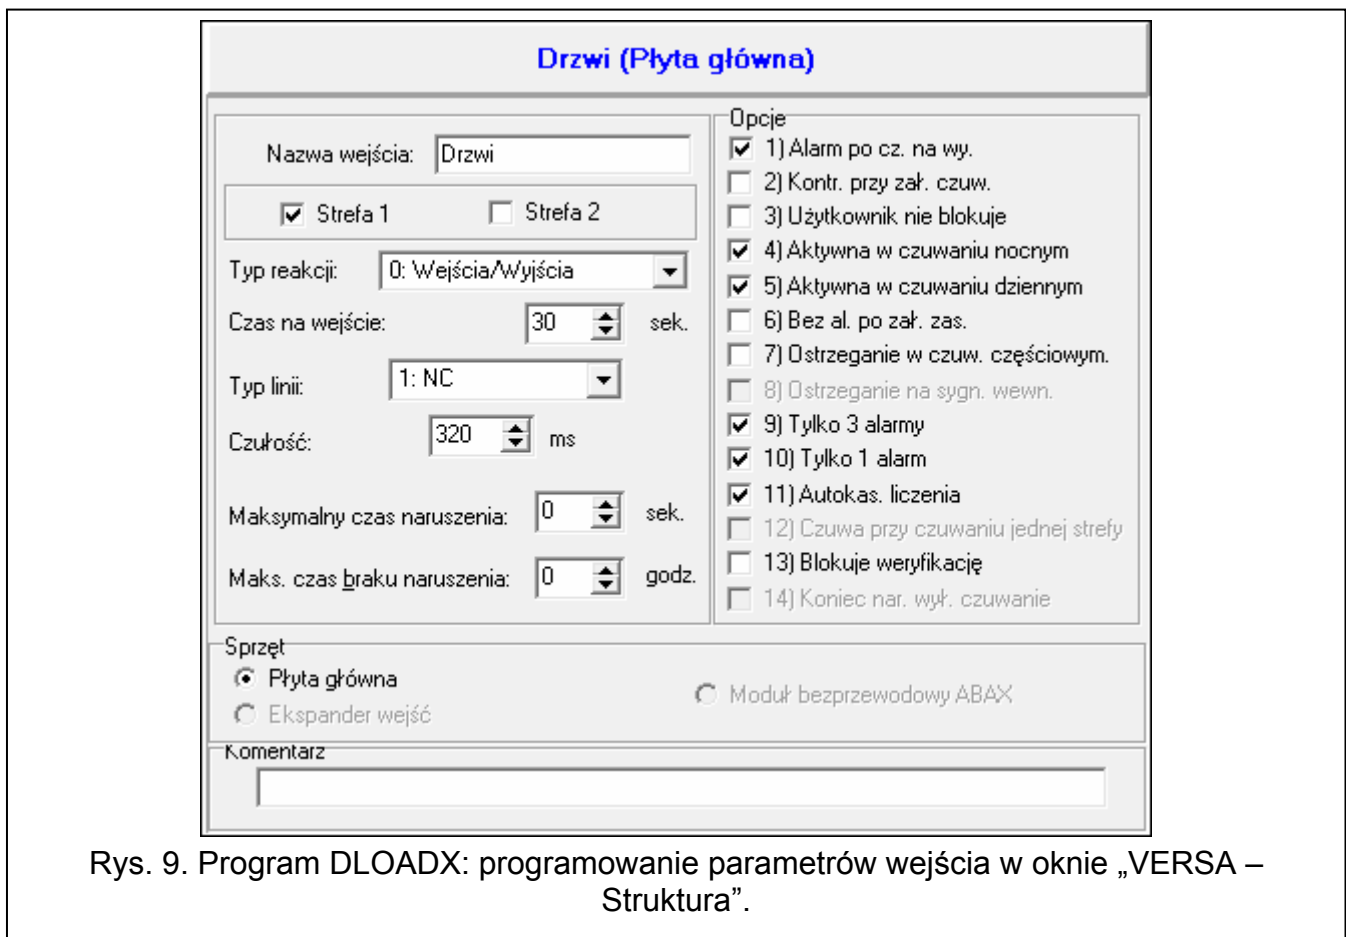 Drzwi (Płyta główna)
Nazwa wejścia: Drzwi
Strefa 1 Strefa 2
Typ reakcji: 0: Wejścia/Wyjścia
Czas na wejście: 30 sek.
Typ linii: 1: NC
Czułość: 320 ms
Maksymalny czas naruszenia: 0 sek.
Maks. czas braku naruszenia: 0 godz.
Opcje
1) Alarm po cz. na wy.
2) Kontr. przy zał. czuw.
3) Użytkownik nie blokuje
4) Aktywna w czuwaniu nocnym
5) Aktywna w czuwaniu dziennym
6) Bez al. po zał. zas.
7) Ostrzeganie w czuw. częściowym.
8) Ostrzeganie na sygn. wewn.
9) Tylko 3 alarmy
10) Tylko 1 alarm
11) Autokas. liczenia
12) Czuwa przy czuwaniu jednej strefy
13) Blokuje weryfikację
14) Koniec nar. wył. czuwanie
Sprzęt
Płyta główna
Ekspander wejść
Moduł bezprzewodowy ABAX
Komentarz
Rys. 9. Program DLOADX: programowanie parametrów wejścia w oknie „VERSA –
Struktura”.